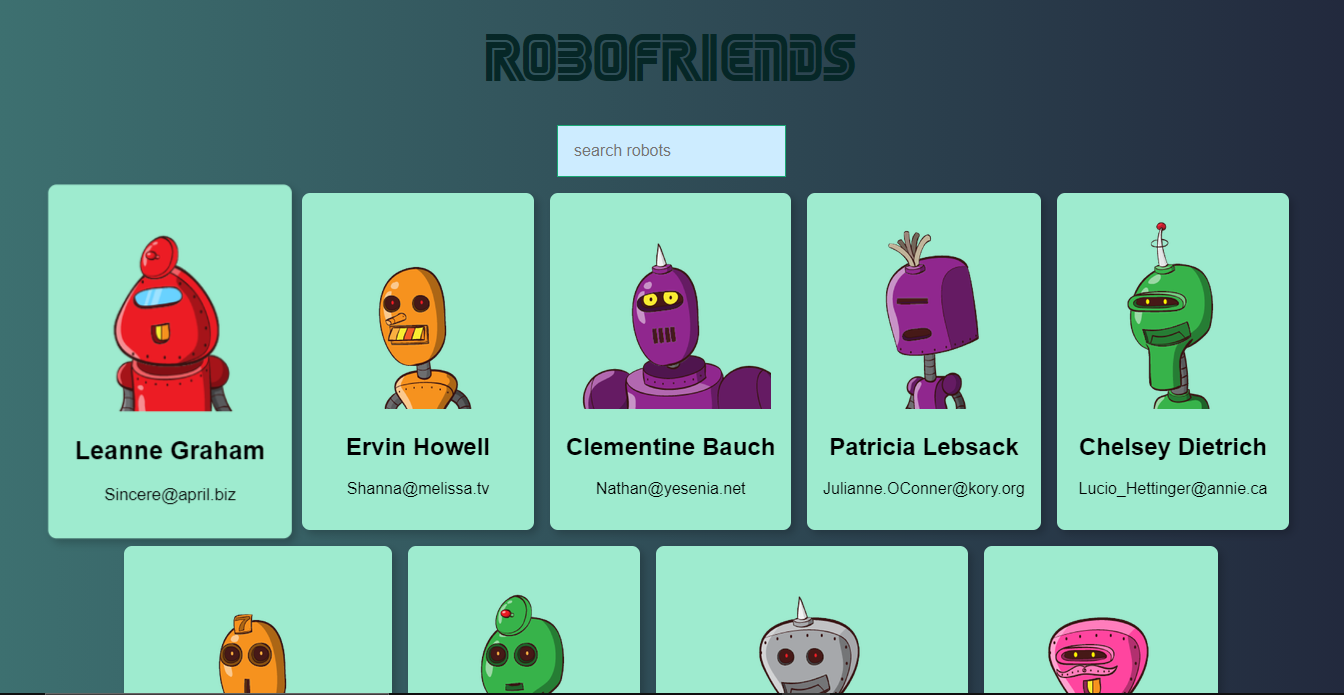 ROBOFRIENDS
search robots
Leanne Graham
Sincere@april.biz
Ervin Howell
Shanna@melissa.tv
Clementine Bauch
Nathan@yesenia.net
Patricia Lebsack
Julianne.OConner@kory.org
Chelsey Dietrich
Lucio_Hettinger@annie.ca
7